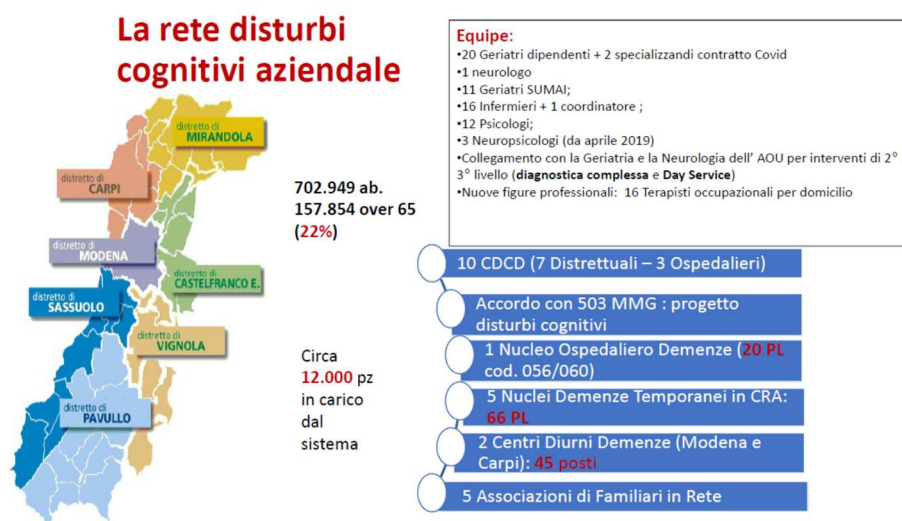 La rete disturbi
cognitivi aziendale
distretto di
MIRANDOLA
distretto di
CARPI
distretto di
MODENA
distretto di
CASTELFRANCO E.
distretto di
SASSUOLO
distretto di
VIGNOLA
distretto di
PAVULLO
702.949 ab.
157.854 over 65
(22%)
Circa
12.000 pz
in carico
dal
sistema
Equipe:
•20 Geriatri dipendenti + 2 specializzandi contratto Covid
•1 neurologo
•11 Geriatri SUMAI;
•16 Infermieri + 1 coordinatore ;
•12 Psicologi;
•3 Neuropsicologi (da aprile 2019)
•Collegamento con la Geriatria e la Neurologia dell' AOU per interventi di 2°
3° livello (diagnostica complessa e Day Service)
•Nuove figure professionali: 16 Terapisti occupazionali per domicilio
10 CDCD (7 Distrettuali – 3 Ospedalieri)
Accordo con 503 MMG : progetto
disturbi cognitivi
1 Nucleo Ospedaliero Demenze (20 PL
cod. 056/060)
5 Nuclei Demenze Temporanei in CRA:
66 PL
2 Centri Diurni Demenze (Modena e
Carpi): 45 posti
5 Associazioni di Familiari in Rete